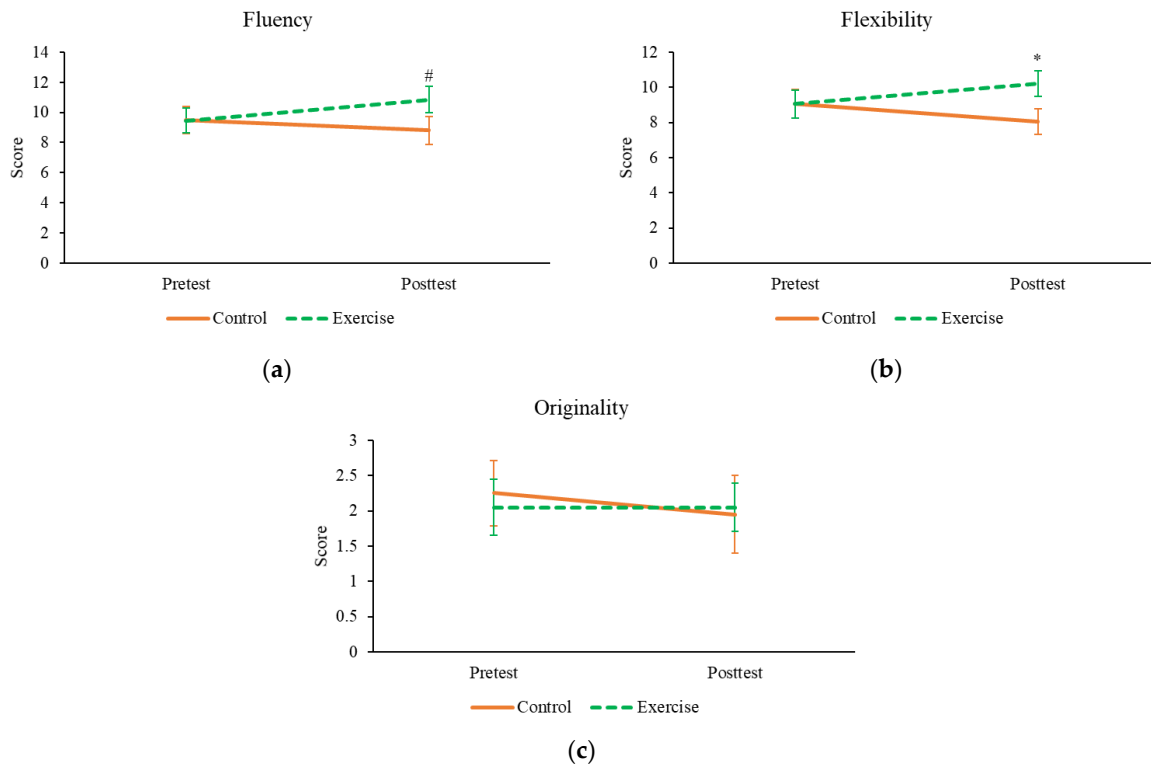 Fluency
14
12
10
8
6
4
2
0
Score
#
Pretest Posttest
Control Exercise
(a)
Flexibility
12
10
8
6
4
2
0
Score
*
Pretest Posttest
Control Exercise
(b)
Originality
3
2.5
2
1.5
1
0.5
0
Score
Pretest Posttest
Control Exercise
(c)